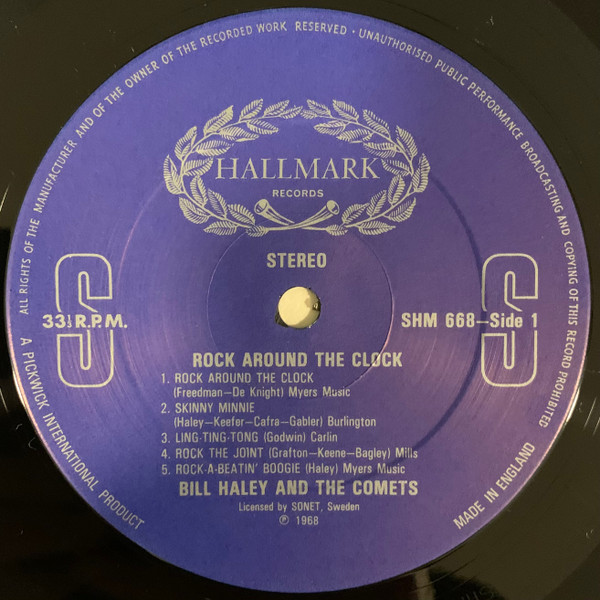 ALL RIGHTS OF THE MANUFACTURER AND OF THE OWNER OF THE RECORDED WORK RESERVED · UNAUTHORISED PUBLIC PERFORMANCE BROADCASTING AND COPYING OF THIS RECORD PROHIBITED
HALLMARK
RECORDS
STEREO
S
S
33⅓ R.P.M.
SHM 668–Side 1
ROCK AROUND THE CLOCK
1. ROCK AROUND THE CLOCK
(Freedman–De Knight) Myers Music
2. SKINNY MINNIE
(Haley–Keefer–Cafra–Gabler) Burlington
3. LING-TING-TONG (Godwin) Carlin
4. ROCK THE JOINT (Grafton–Keene–Bagley) Mills
5. ROCK-A-BEATIN' BOOGIE (Haley) Myers Music
BILL HALEY AND THE COMETS
Licensed by SONET, Sweden
℗ 1968
A PICKWICK INTERNATIONAL PRODUCT
MADE IN ENGLAND